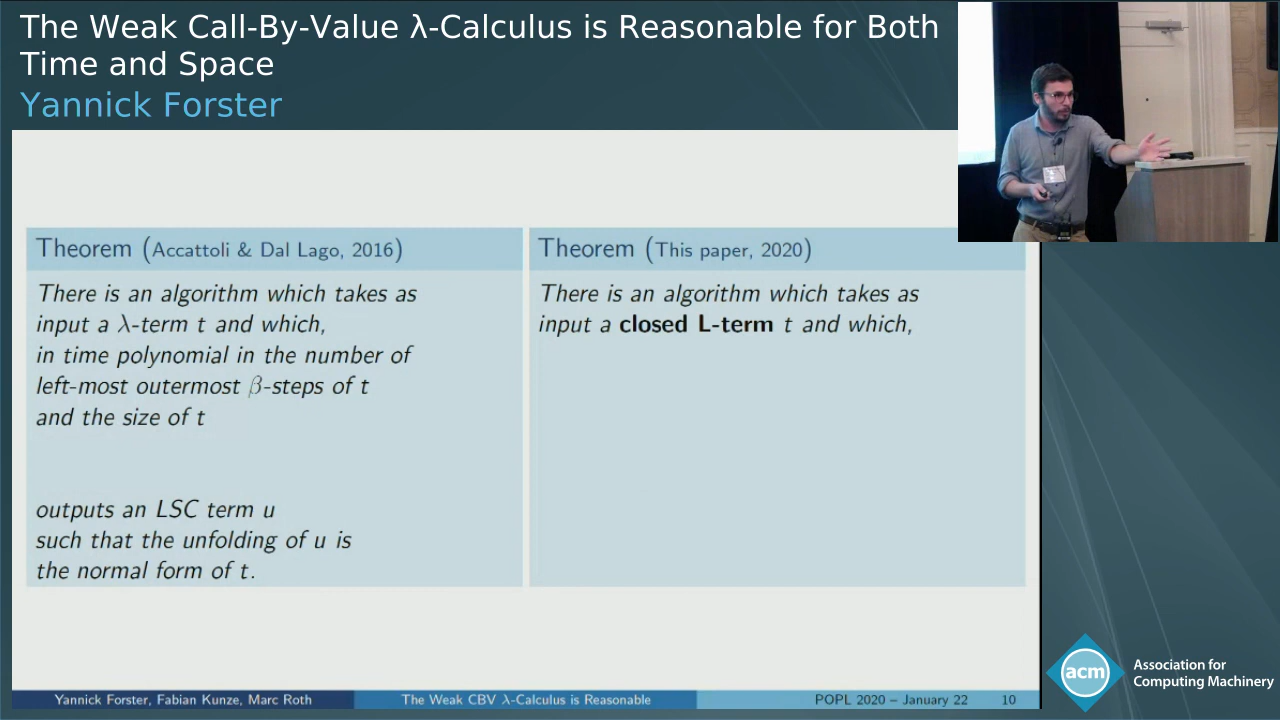 The Weak Call-By-Value λ-Calculus is Reasonable for Both
Time and Space
Yannick Forster
Theorem (Accattoli & Dal Lago, 2016)
There is an algorithm which takes as
input a λ-term t and which,
in time polynomial in the number of
left-most outermost β-steps of t
and the size of t
outputs an LSC term u
such that the unfolding of u is
the normal form of t.
Theorem (This paper, 2020)
There is an algorithm which takes as
input a closed L-term t and which,
Yannick Forster, Fabian Kunze, Marc Roth
The Weak CBV λ-Calculus is Reasonable
POPL 2020 – January 22
10
acm
Association for
Computing Machinery